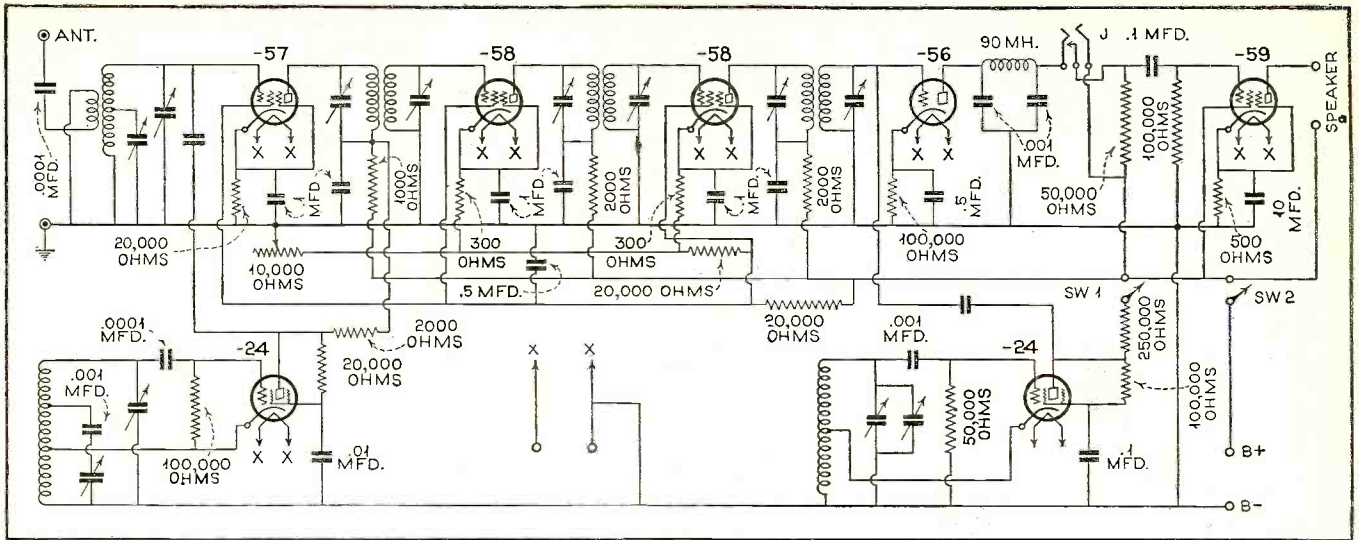 ANT.
-57
-58
-58
-56
90 MH.
J
.1 MFD.
-59
SPEAKER
.0001
MFD.
X X
X X
X X
X X
X X
.1
MFD
1000
OHMS
.1
MFD.
2000
OHMS
.1
MFD.
2000
OHMS
.5
MFD.
.001
MFD.
50,000
OHMS
100,000
OHMS
10
MFD.
20,000
OHMS
10,000
OHMS
300
OHMS
.5 MFD.
300
OHMS
20,000
OHMS
100,000
OHMS
500
OHMS
SW 1
SW 2
.0001
MFD.
-24
2000
OHMS
20,000
OHMS
X
X
20,000
OHMS
.001
MFD.
-24
250,000
OHMS
100,000
OHMS
.001
MFD.
100,000
OHMS
X X
.01
MFD.
50,000
OHMS
.1
MFD.
B+
B-